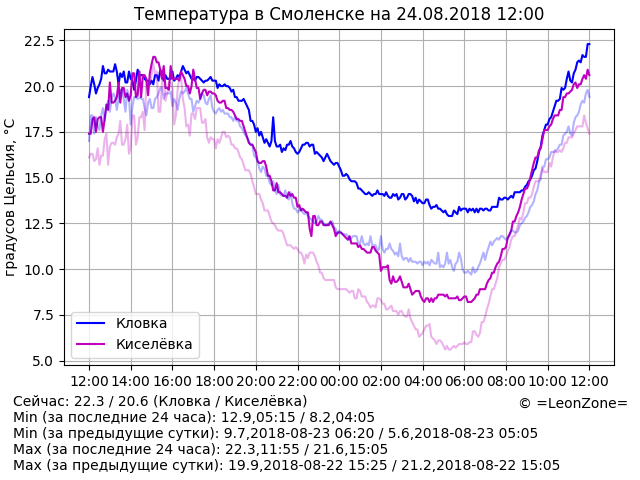 Температура в Смоленске на 24.08.2018 12:00
градусов Цельсия, °C
22.5
20.0
17.5
15.0
12.5
10.0
7.5
5.0
Кловка
Киселёвка
12:00 14:00 16:00 18:00 20:00 22:00 00:00 02:00 04:00 06:00 08:00 10:00 12:00
Сейчас: 22.3 / 20.6 (Кловка / Киселёвка)
© =LeonZone=
Min (за последние 24 часа): 12.9,05:15 / 8.2,04:05
Min (за предыдущие сутки): 9.7,2018-08-23 06:20 / 5.6,2018-08-23 05:05
Max (за последние 24 часа): 22.3,11:55 / 21.6,15:05
Max (за предыдущие сутки): 19.9,2018-08-22 15:25 / 21.2,2018-08-22 15:05